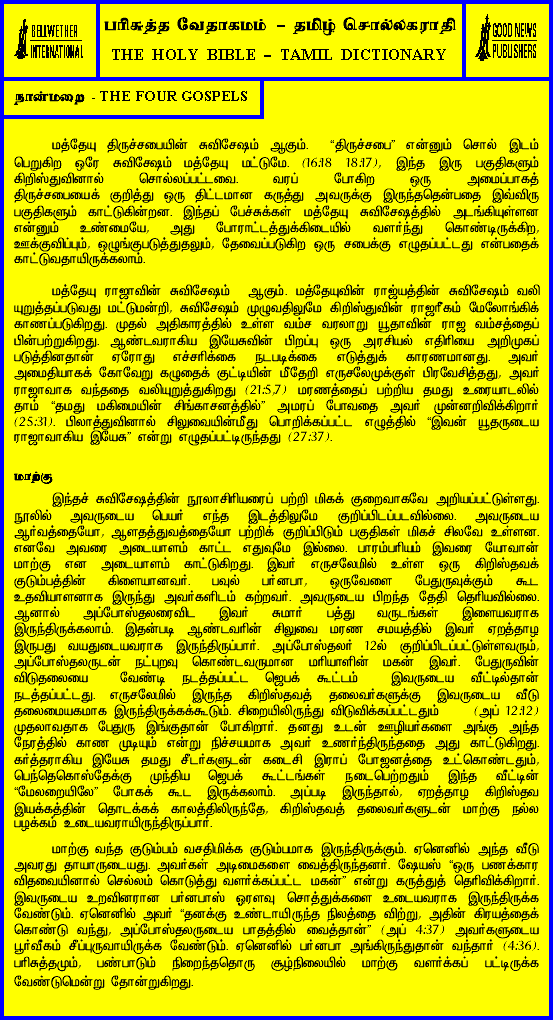 BELLWETHER
INTERNATIONAL
பரிசுத்த வேதாகமம் – தமிழ் சொல்லகராதி
THE HOLY BIBLE – TAMIL DICTIONARY
GOOD NEWS
PUBLISHERS
நான்மறை - THE FOUR GOSPELS
மத்தேயு திருச்சபையின் சுவிசேஷம் ஆகும். “திருச்சபை” என்னும் சொல் இடம்
பெறுகிற ஒரே சுவிசேஷம் மத்தேயு மட்டுமே. (16:18 18:17), இந்த இரு பகுதிகளும்
கிறிஸ்துவினால் சொல்லப்பட்டவை. வரப் போகிற ஒரு அமைப்பாகத்
திருச்சபையைக் குறித்து ஒரு திட்டமான கருத்து அவருக்கு இருந்ததென்பதை இவ்விரு
பகுதிகளும் காட்டுகின்றன. இந்தப் பேச்சுக்கள் மத்தேயு சுவிசேஷத்தில் அடங்கியுள்ளன
என்னும் உண்மையே, அது போராட்டத்துக்கிடையில் வளர்ந்து கொண்டிருக்கிற,
ஊக்குவிப்பும், ஒழுங்குபடுத்துதலும், தேவைப்படுகிற ஒரு சபைக்கு எழுதப்பட்டது என்பதைக்
காட்டுவதாயிருக்கலாம்.
மத்தேயு ராஜாவின் சுவிசேஷம் ஆகும். மத்தேயுவின் ராஜ்யத்தின் சுவிசேஷம் வலி
யுறுத்தப்படுவது மட்டுமன்றி, சுவிசேஷம் முழுவதிலுமே கிறிஸ்துவின் ராஜரீகம் மேலோங்கிக்
காணப்படுகிறது. முதல் அதிகாரத்தில் உள்ள வம்ச வரலாறு யூதாவின் ராஜ வம்சத்தைப்
பின்பற்றுகிறது. ஆண்டவராகிய இயேசுவின் பிறப்பு ஒரு அரசியல் எதிரியை அறிமுகப்
படுத்தினதான் ஏரோது எச்சரிக்கை நடபடிக்கை எடுத்துக் காரணமானது. அவர்
அமைதியாகக் கோவேறு கழுதைக் குட்டியின் மீதேறி எருசலேமுக்குள் பிரவேசித்தது, அவர்
ராஜாவாக வந்ததை வலியுறுத்துகிறது (21:5,7) மரணத்தைப் பற்றிய தமது உரையாடலில்
தாம் “தமது மகிமையின் சிங்காசனத்தில்” அமரப் போவதை அவர் முன்னறிவிக்கிறார்
(25:31). பிலாத்துவினால் சிலுவையின்மீது பொறிக்கப்பட்ட எழுத்தில் “இவன் யூதருடைய
ராஜாவாகிய இயேசு” என்று எழுதப்பட்டிருந்தது (27:37).
மாற்கு
இந்தச் சுவிசேஷத்தின் நூலாசிரியரைப் பற்றி மிகக் குறைவாகவே அறியப்பட்டுள்ளது.
நூலில் அவருடைய பெயர் எந்த இடத்திலுமே குறிப்பிடப்படவில்லை. அவருடைய
ஆர்வத்தையோ, ஆளதத்துவத்தையோ பற்றிக் குறிப்பிடும் பகுதிகள் மிகச் சிலவே உள்ளன.
எனவே அவரை அடையாளம் காட்ட எதுவுமே இல்லை. பாரம்பரியம் இவரை யோவான்
மாற்கு என அடையாளம் காட்டுகிறது. இவர் எருசலேமில் உள்ள ஒரு கிறிஸ்தவக்
குடும்பத்தின் கிளையானவர். பவுல் பர்னபா, ஒருவேளை பேதுருவுக்கும் கூட
உதவியாளனாக இருந்து அவர்களிடம் கற்றவர். அவருடைய பிறந்த தேதி தெரியவில்லை.
ஆனால் அப்போஸ்தலரைவிட இவர் சுமார் பத்து வருடங்கள் இளையவராக
இருந்திருக்கலாம். இதன்படி ஆண்டவரின் சிலுவை மரண சமயத்தில் இவர் ஏறத்தாழ
இருபது வயதுடையவராக இருந்திருப்பார். அப்போஸ்தலர் 12ல் குறிப்பிடப்பட்டுள்ளவரும்,
அப்போஸ்தலருடன் நட்புறவு கொண்டவருமான மரியாளின் மகன் இவர். பேதுருவின்
விடுதலையை வேண்டி நடத்தப்பட்ட ஜெபக் கூட்டம் இவருடைய வீட்டில்தான்
நடத்தப்பட்டது. எருசலேமில் இருந்த கிறிஸ்தவத் தலைவர்களுக்கு இவருடைய வீடு
தலைமையகமாக இருந்திருக்கக்கூடும். சிறையிலிருந்து விடுவிக்கப்பட்டதும் (அப் 12:12)
முதலாவதாக பேதுரு இங்குதான் போகிறார். தனது உடன் ஊழியர்களை அங்கு அந்த
நேரத்தில் காண முடியும் என்று நிச்சயமாக அவர் உணர்ந்திருந்ததை அது காட்டுகிறது.
கர்த்தராகிய இயேசு தமது சீடர்களுடன் கடைசி இராப் போஜனத்தை உட்கொண்டதும்,
பெந்தெகொஸ்தேக்கு முந்திய ஜெபக் கூட்டங்கள் நடைபெற்றதும் இந்த வீட்டின்
“மேலறையிலே” போகக் கூட இருக்கலாம். அப்படி இருந்தால், ஏறத்தாழ கிறிஸ்தவ
இயக்கத்தின் தொடக்கக் காலத்திலிருந்தே, கிறிஸ்தவத் தலைவர்களுடன் மாற்கு நல்ல
பழக்கம் உடையவராயிருந்திருப்பார்.
மாற்கு வந்த குடும்பம் வசதிமிக்க குடும்பமாக இருந்திருக்கும். ஏனெனில் அந்த வீடு
அவரது தாயாருடையது. அவர்கள் அடிமைகளை வைத்திருந்தனர். ஷேயஸ் “ஒரு பணக்கார
விதவையினால் செல்லம் கொடுத்து வளர்க்கப்பட்ட மகன்” என்று கருத்துத் தெரிவிக்கிறார்.
இவருடைய உறவினரான பர்னபாஸ் ஓரளவு சொத்துக்களை உடையவராக இருந்திருக்க
வேண்டும். ஏனெனில் அவர் “தனக்கு உண்டாயிருந்த நிலத்தை விற்று, அதின் கிரயத்தைக்
கொண்டு வந்து, அப்போஸ்தலருடைய பாதத்தில் வைத்தான்” (அப் 4:37) அவர்களுடைய
பூர்வீகம் சீப்புருவாயிருக்க வேண்டும். ஏனெனில் பர்னபா அங்கிருந்துதான் வந்தார் (4:36).
பரிசுத்தமும், பண்பாடும் நிறைந்ததொரு சூழ்நிலையில் மாற்கு வளர்க்கப் பட்டிருக்க
வேண்டுமென்று தோன்றுகிறது.